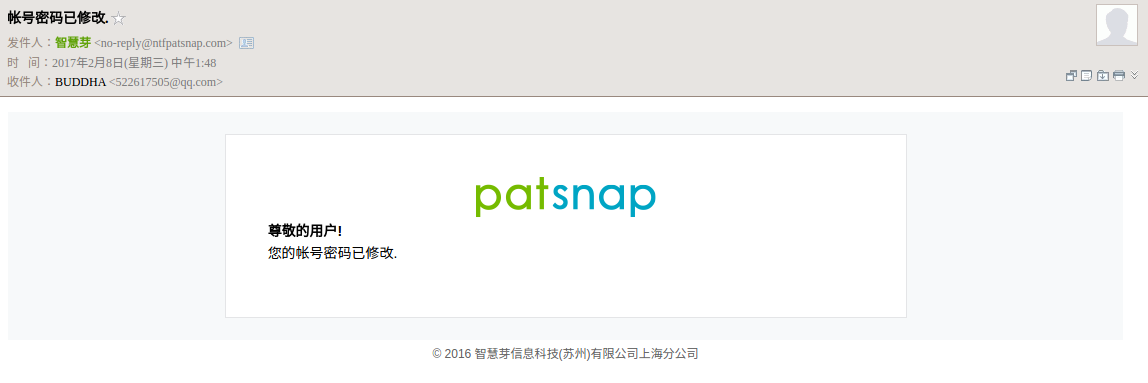 帐号密码已修改.
发件人：智慧芽 <no-reply@ntfpatsnap.com>
时 间：2017年2月8日(星期三) 中午1:48
收件人：BUDDHA <522617505@qq.com>
patsnap
尊敬的用户!
您的帐号密码已修改.
© 2016 智慧芽信息科技(苏州)有限公司上海分公司